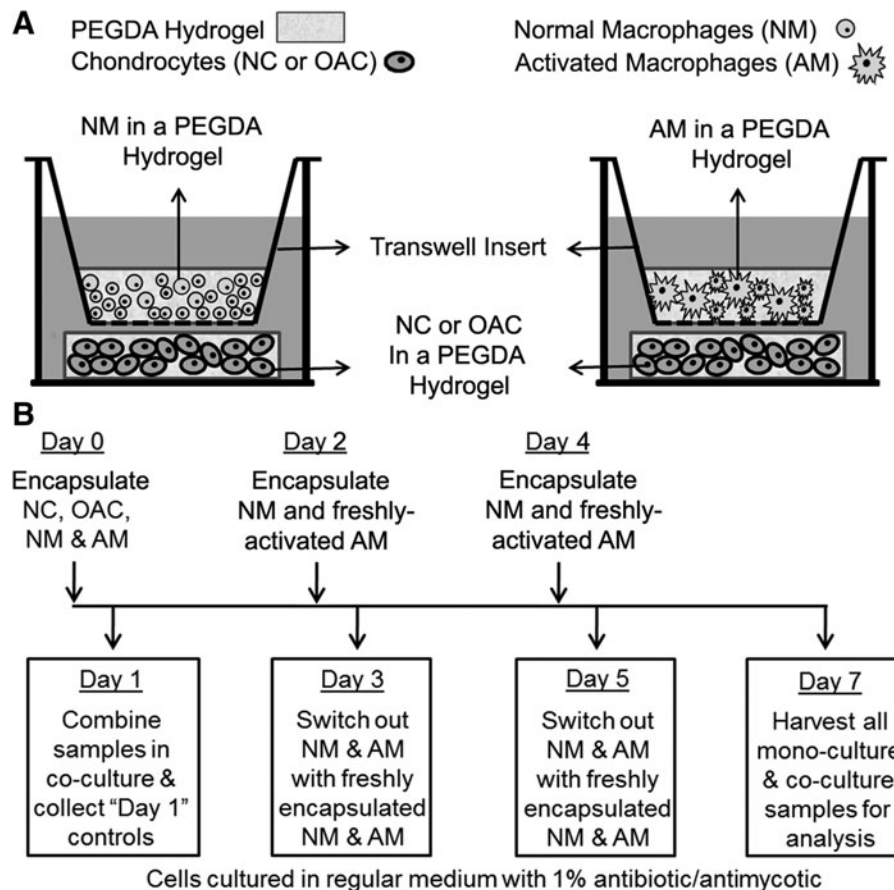 A
PEGDA Hydrogel
Chondrocytes (NC or OAC)
Normal Macrophages (NM)
Activated Macrophages (AM)
NM in a PEGDA
Hydrogel
AM in a PEGDA
Hydrogel
Transwell Insert
NC or OAC
In a PEGDA
Hydrogel
B
Day 0
Encapsulate
NC, OAC,
NM & AM
Day 2
Encapsulate
NM and freshly-
activated AM
Day 4
Encapsulate
NM and freshly-
activated AM
Day 1
Combine
samples in
co-culture &
collect “Day 1”
controls
Day 3
Switch out
NM & AM
with freshly
encapsulated
NM & AM
Day 5
Switch out
NM & AM
with freshly
encapsulated
NM & AM
Day 7
Harvest all
mono-culture
& co-culture
samples for
analysis
Cells cultured in regular medium with 1% antibiotic/antimycotic